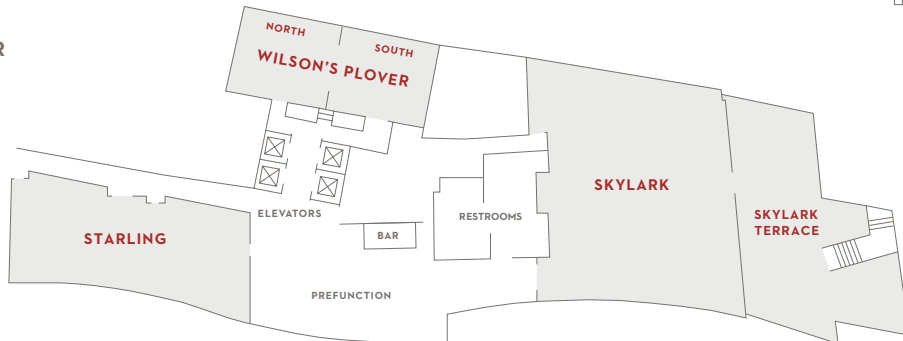 R
NORTH
SOUTH
WILSON'S PLOVER
SKYLARK
SKYLARK
TERRACE
ELEVATORS
RESTROOMS
BAR
STARLING
PREFUNCTION